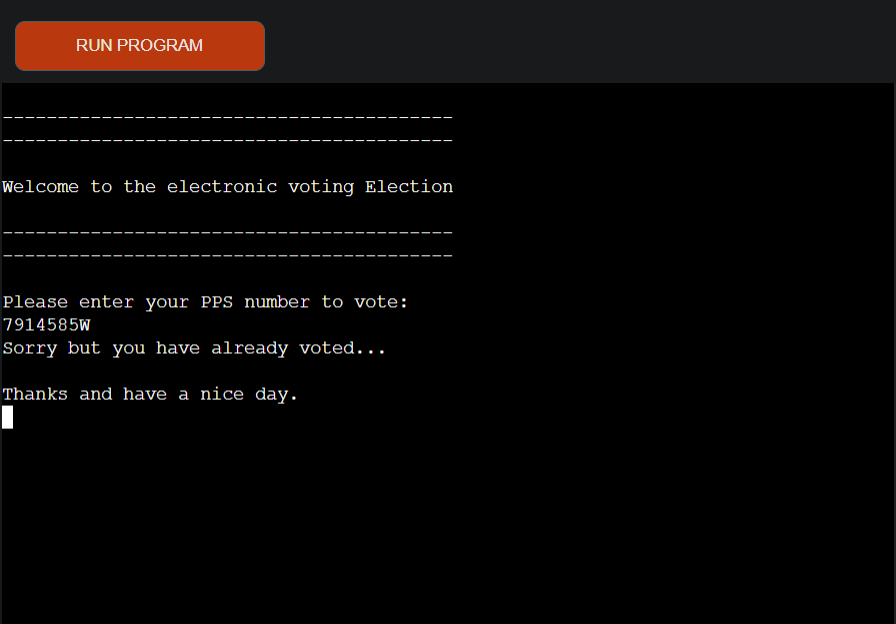 RUN PROGRAM
-----------------------------------------
-----------------------------------------
Welcome to the electronic voting Election
-----------------------------------------
-----------------------------------------
Please enter your PPS number to vote:
7914585W
Sorry but you have already voted...
Thanks and have a nice day.